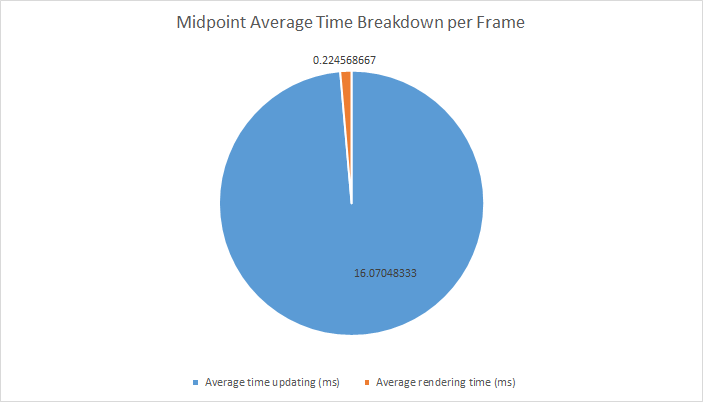 Midpoint Average Time Breakdown per Frame
0.224568667
16.07048333
Average time updating (ms)
Average rendering time (ms)